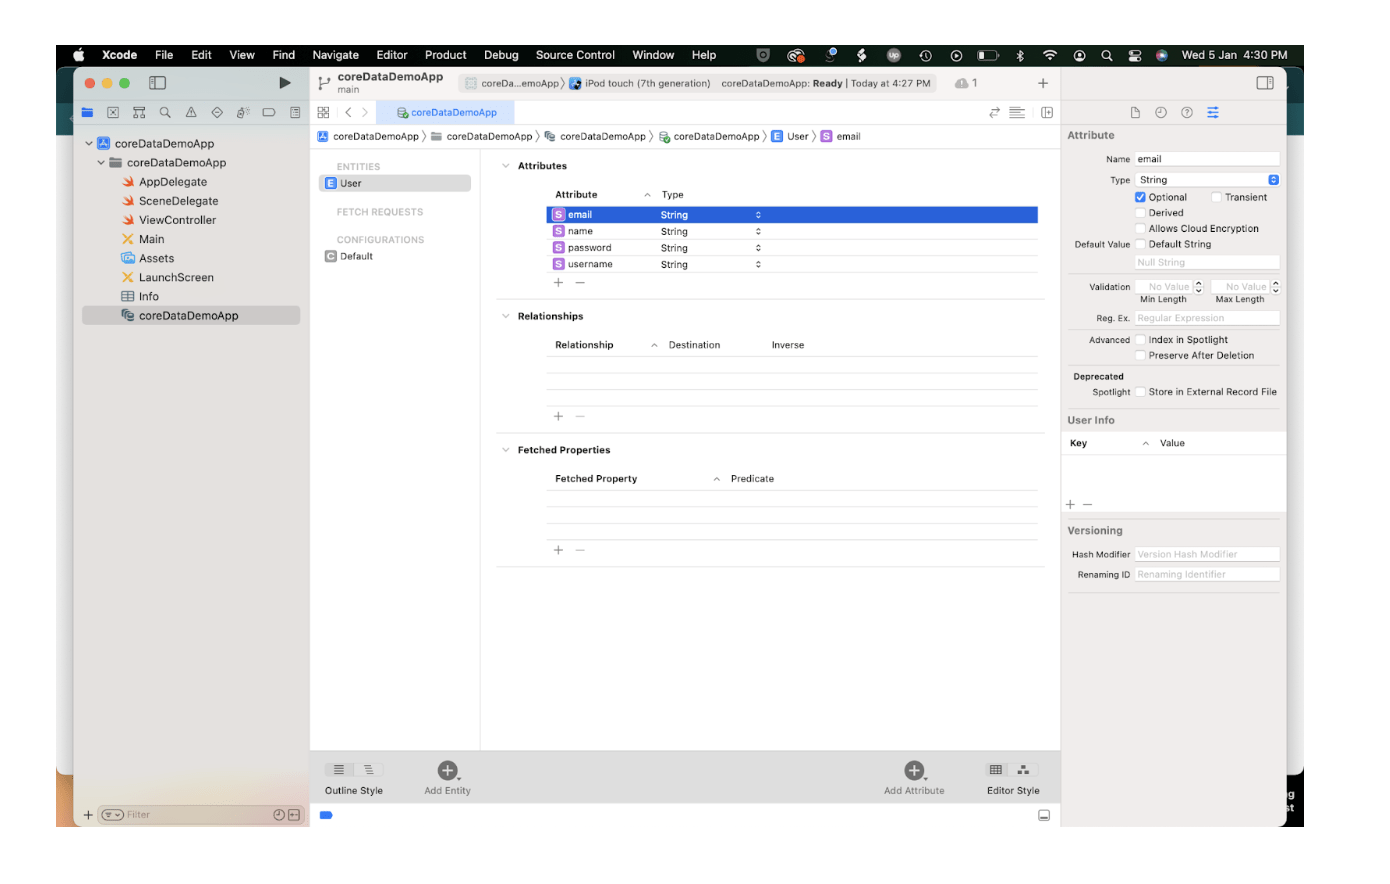 Xcode File Edit View Find Navigate Editor Product Debug Source Control Window Help Wed 5 Jan 4:30 PM
coreDataDemoApp
main
coreDa...emoApp iPod touch (7th generation) coreDataDemoApp: Ready | Today at 4:27 PM 1
coreDataDemoApp
coreDataDemoApp coreDataDemoApp coreDataDemoApp coreDataDemoApp E User S email
coreDataDemoApp
coreDataDemoApp
AppDelegate
SceneDelegate
ViewController
Main
Assets
LaunchScreen
Info
coreDataDemoApp
Filter
ENTITIES
E User
FETCH REQUESTS
CONFIGURATIONS
C Default
Attributes
Attribute Type
S email String
S name String
S password String
S username String
Relationships
Relationship Destination Inverse
Fetched Properties
Fetched Property Predicate
Outline Style Add Entity Add Attribute Editor Style
Attribute
Name email
Type String
Optional Transient
Derived
Allows Cloud Encryption
Default Value Default String
Null String
Validation No Value No Value
Min Length Max Length
Reg. Ex. Regular Expression
Advanced Index in Spotlight
Preserve After Deletion
Deprecated
Spotlight Store in External Record File
User Info
Key Value
Versioning
Hash Modifier Version Hash Modifier
Renaming ID Renaming Identifier